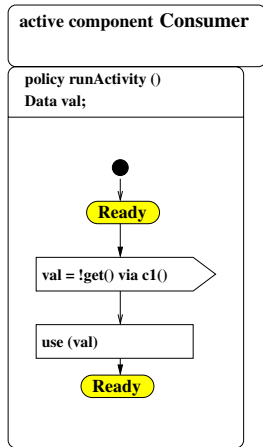 active component Consumer
policy runActivity ()
Data val;
Ready
val = !get() via c1()
use (val)
Ready